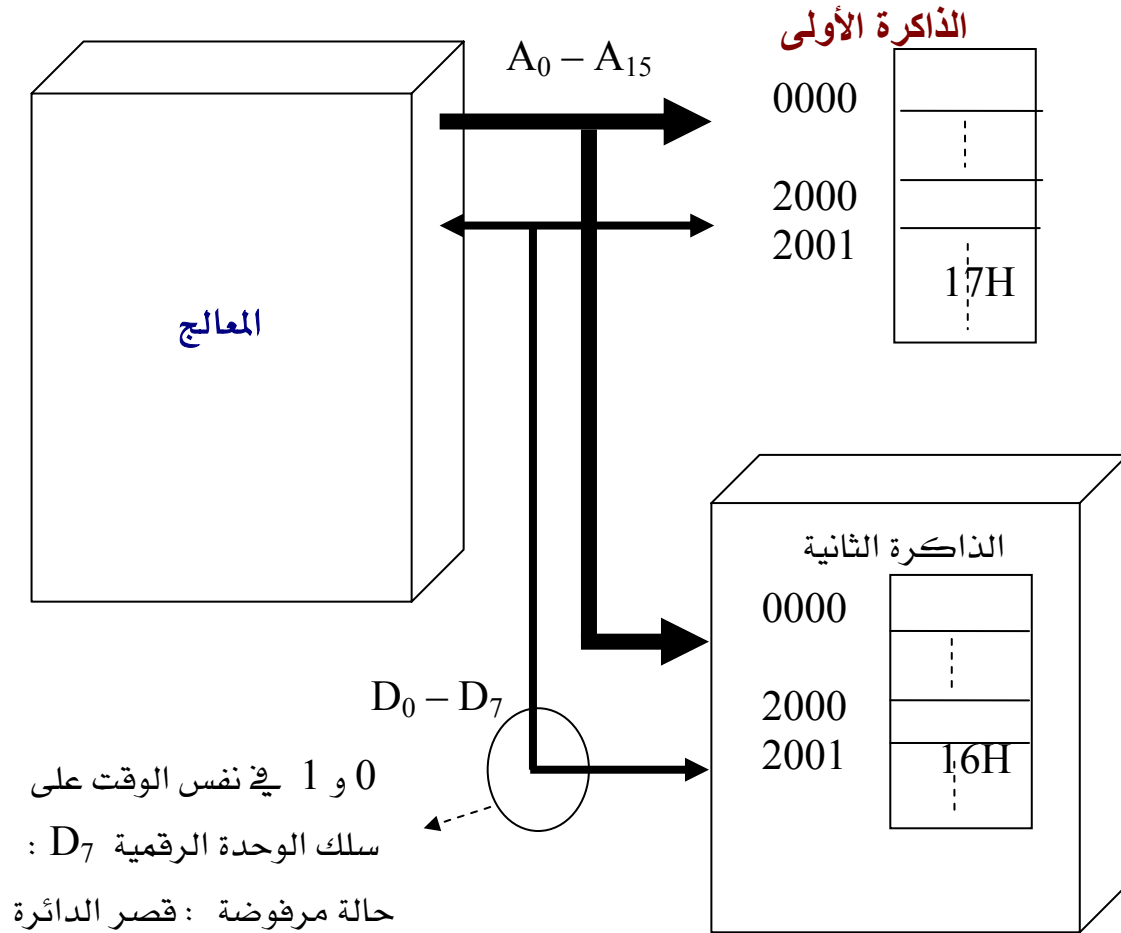 الذاكرة الأولى
A₀ – A₁₅
0000
2000
2001
17H
المعالج
الذاكرة الثانية
0000
2000
2001
16H
D₀ – D₇
0 و 1 في نفس الوقت على
سلك الوحدة الرقمية D₇ :
حالة مرفوضة : قصر الدائرة